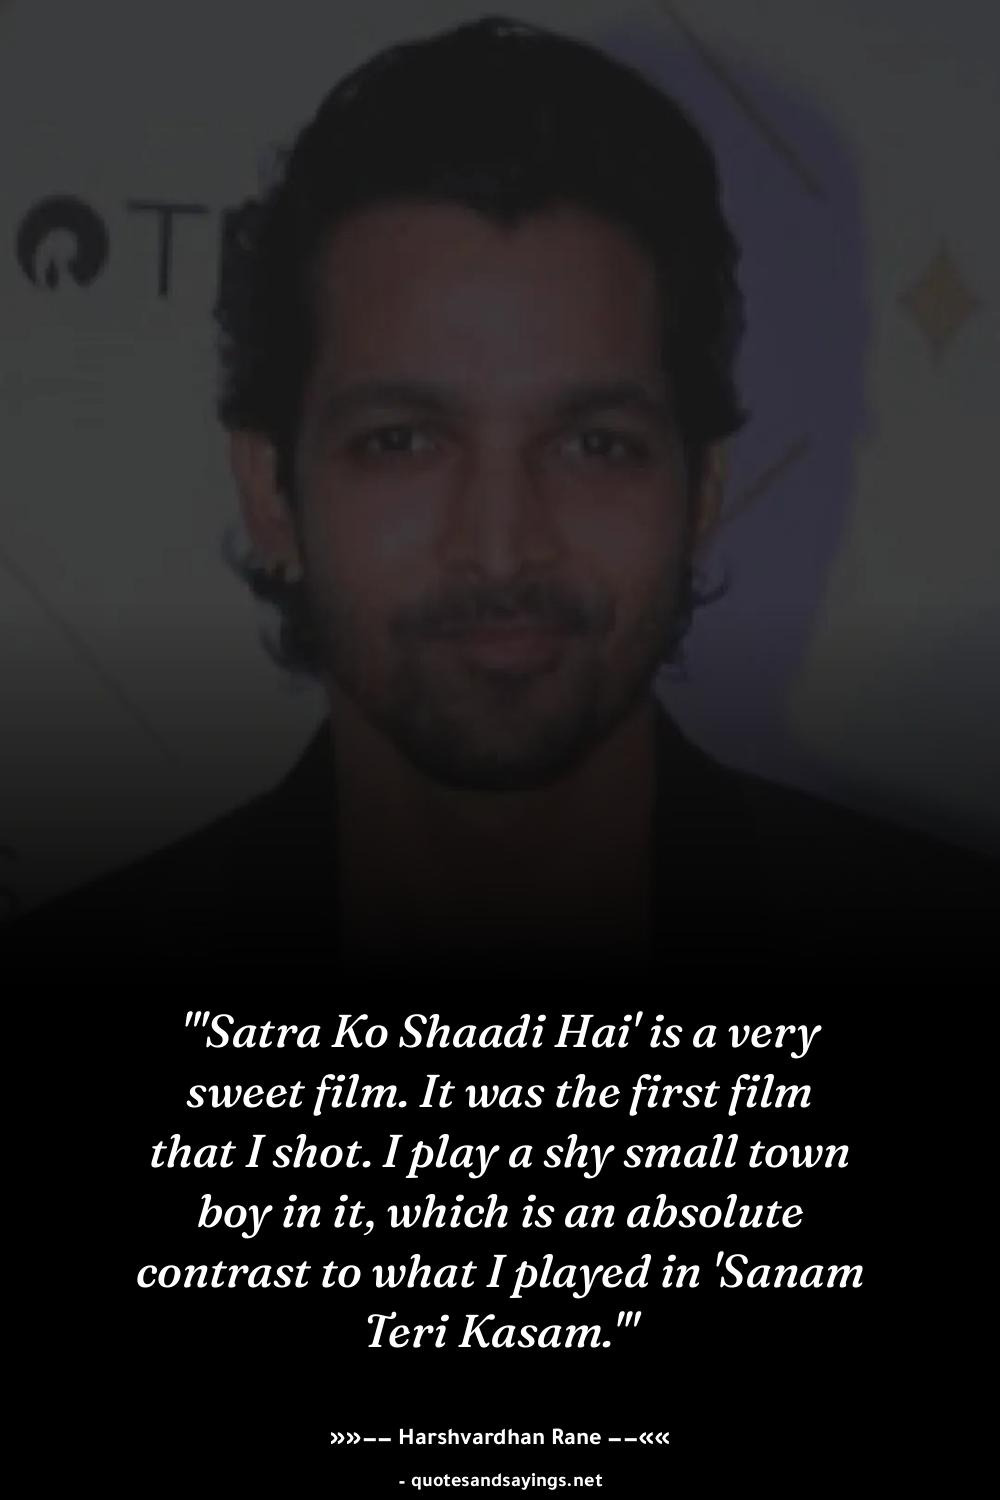 T
"'Satra Ko Shaadi Hai' is a very
sweet film. It was the first film
that I shot. I play a shy small town
boy in it, which is an absolute
contrast to what I played in 'Sanam
Teri Kasam.'"
»»−− Harshvardhan Rane −−««
- quotesandsayings.net